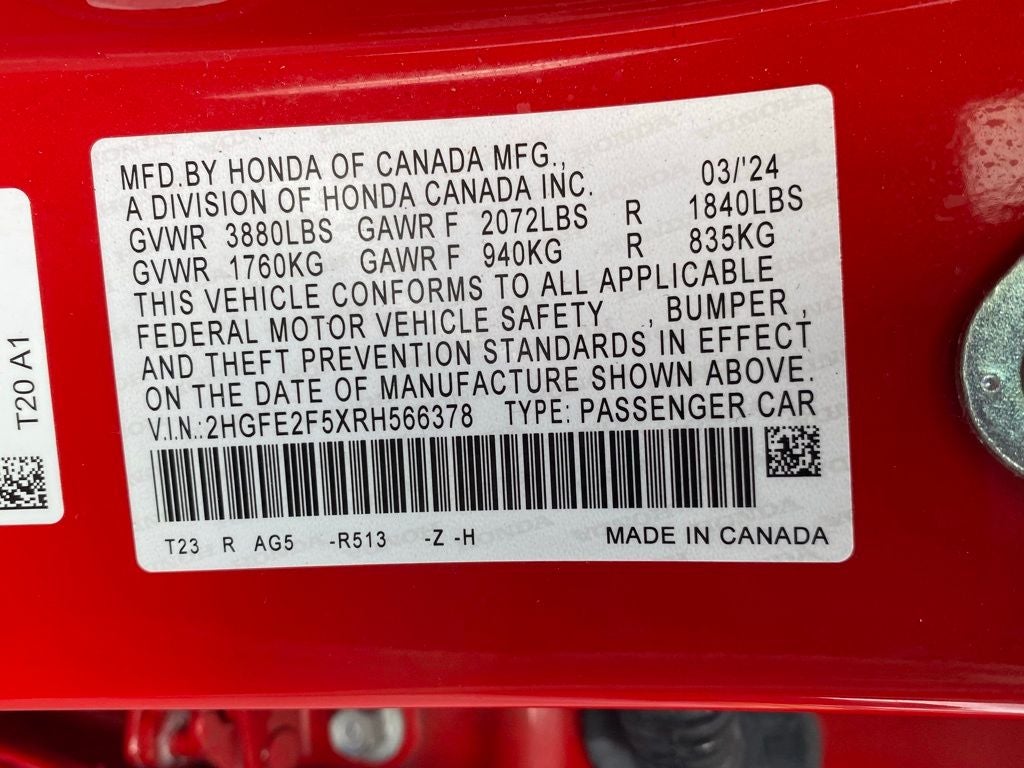 MFD.BY HONDA OF CANADA MFG.,
A DIVISION OF HONDA CANADA INC. 03/'24
GVWR 3880LBS GAWR F 2072LBS R 1840LBS
GVWR 1760KG GAWR F 940KG R 835KG
THIS VEHICLE CONFORMS TO ALL APPLICABLE
FEDERAL MOTOR VEHICLE SAFETY , BUMPER ,
AND THEFT PREVENTION STANDARDS IN EFFECT
ON THE DATE OF MANUFACTURE SHOWN ABOVE.
V.I.N.:2HGFE2F5XRH566378 TYPE: PASSENGER CAR
T23 R AG5 -R513 -Z -H MADE IN CANADA
T20 A1